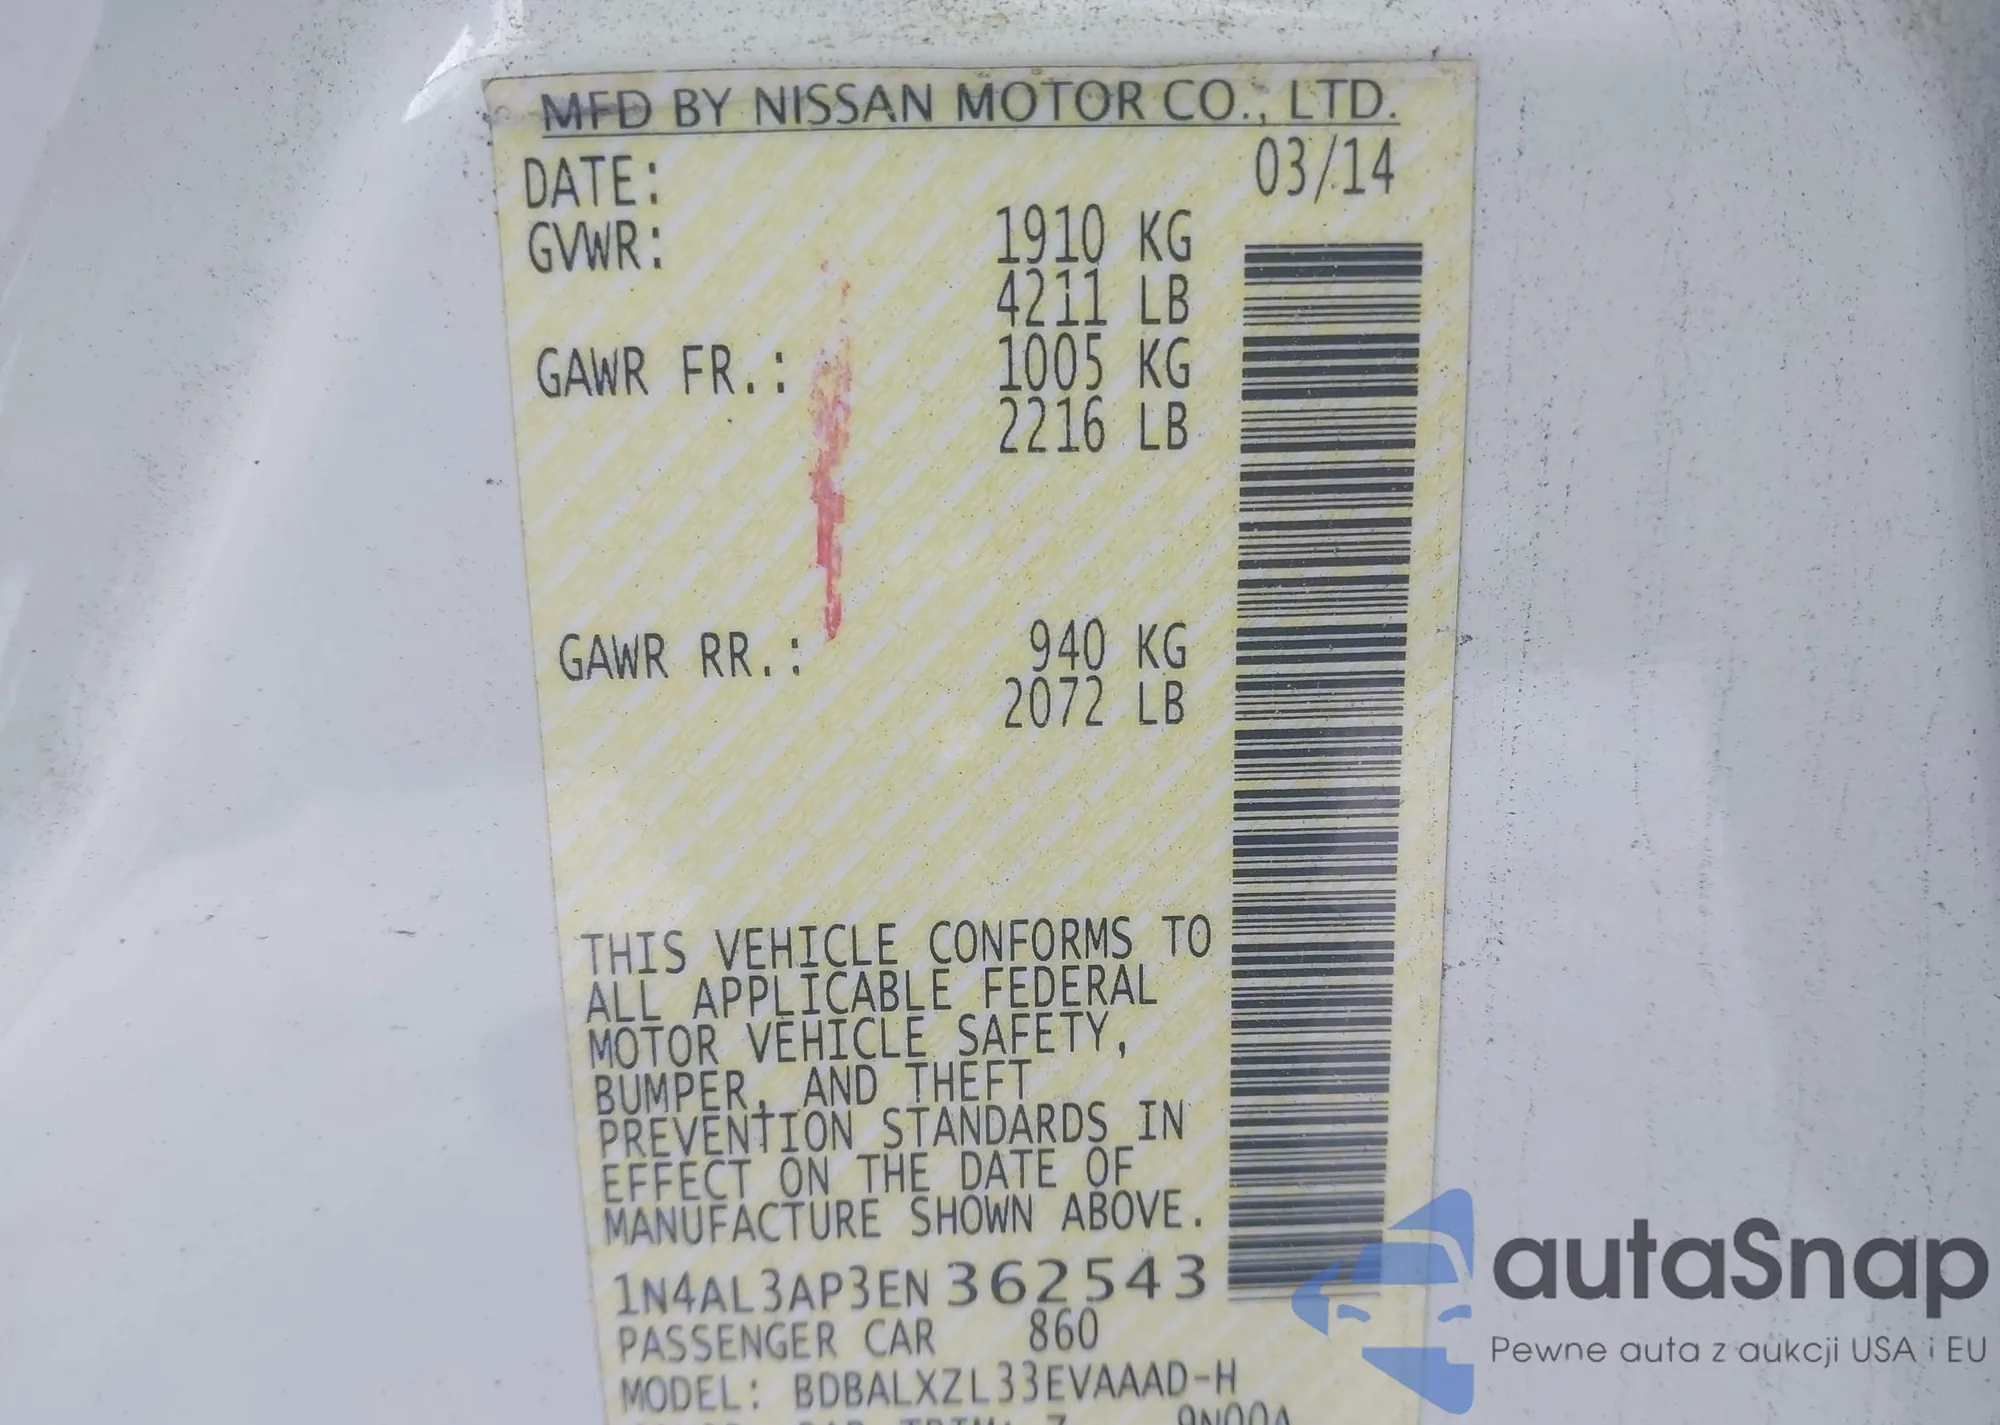 MFD BY NISSAN MOTOR CO., LTD.
DATE: 03/14
GVWR: 1910 KG
4211 LB
GAWR FR.: 1005 KG
2216 LB
GAWR RR.: 940 KG
2072 LB
THIS VEHICLE CONFORMS TO
ALL APPLICABLE FEDERAL
MOTOR VEHICLE SAFETY,
BUMPER, AND THEFT
PREVENTION STANDARDS IN
EFFECT ON THE DATE OF
MANUFACTURE SHOWN ABOVE.
1N4AL3AP3EN362543
PASSENGER CAR 860
MODEL: BDBALXZL33EVAAAD-H
TRIM:
autaSnap
Pewne auta z aukcji USA i EU